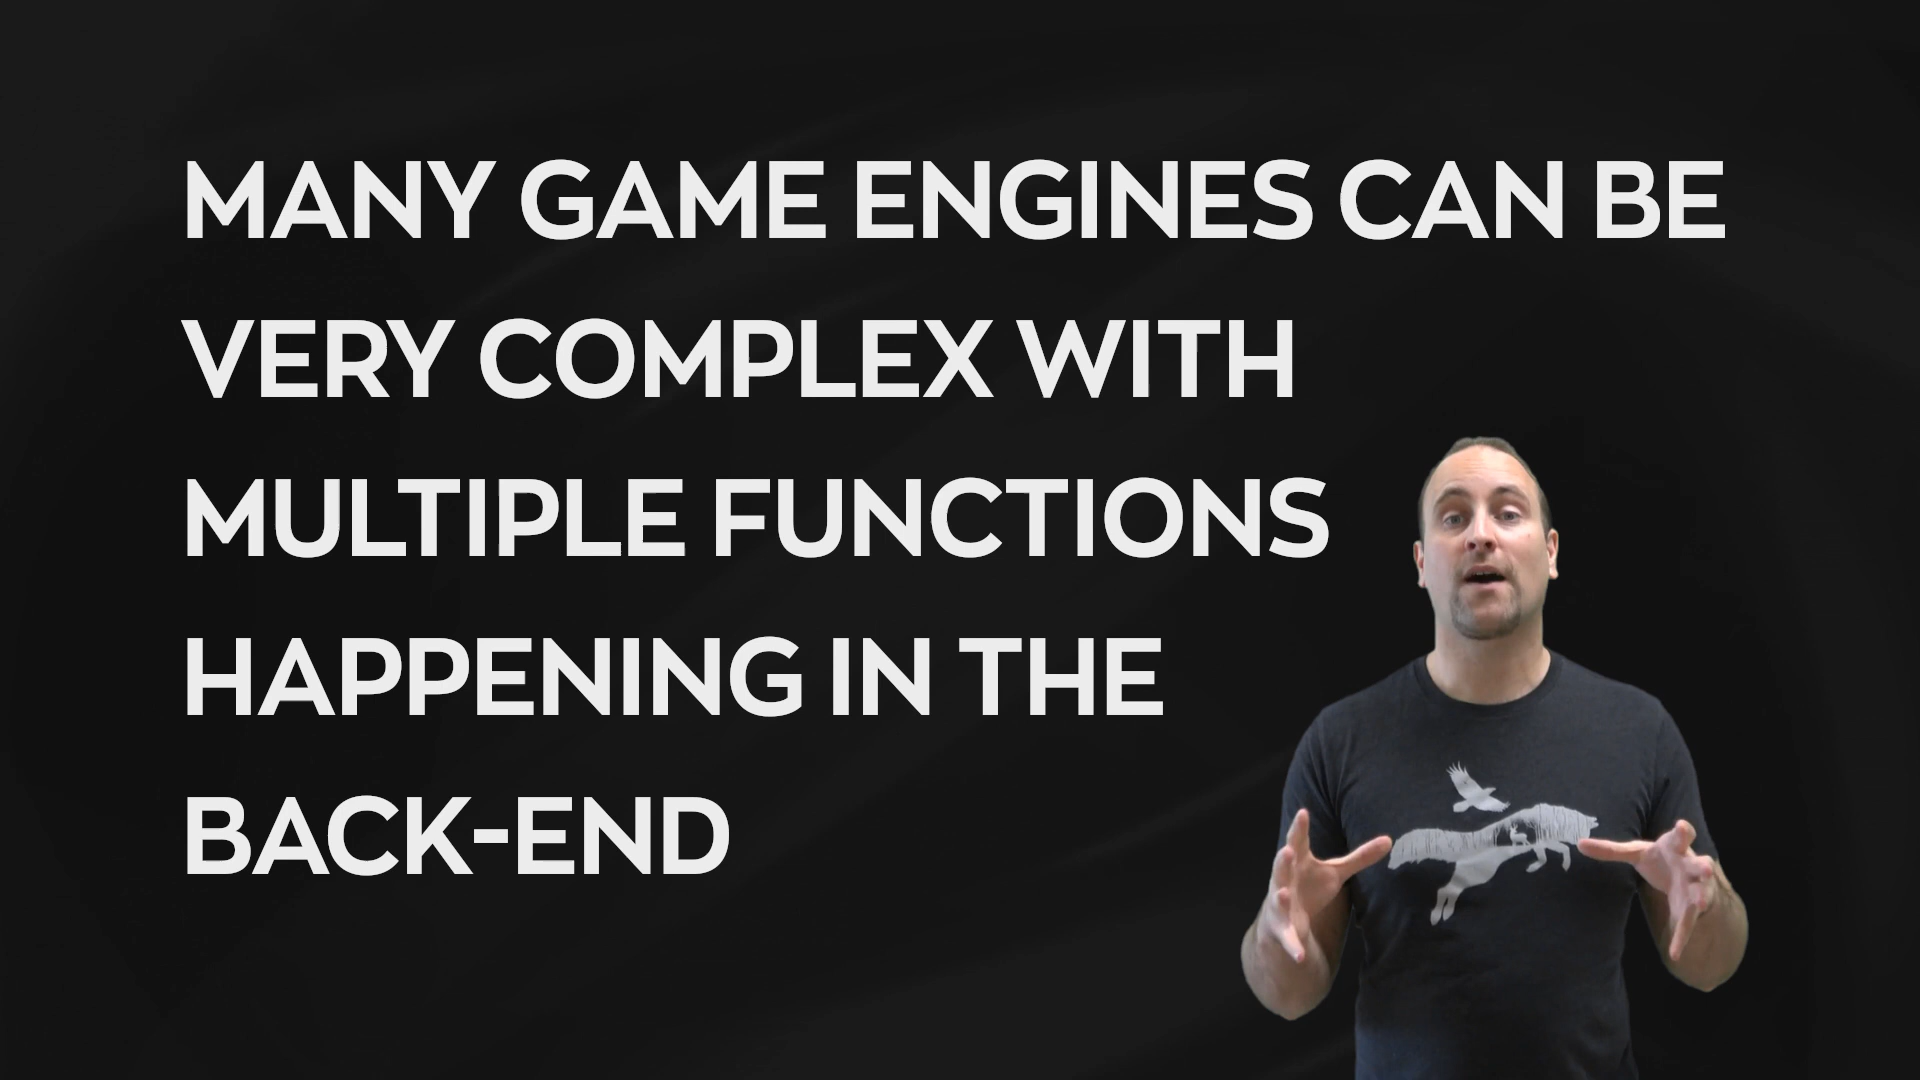 MANY GAME ENGINES CAN BE
VERY COMPLEX WITH
MULTIPLE FUNCTIONS
HAPPENING IN THE
BACK-END